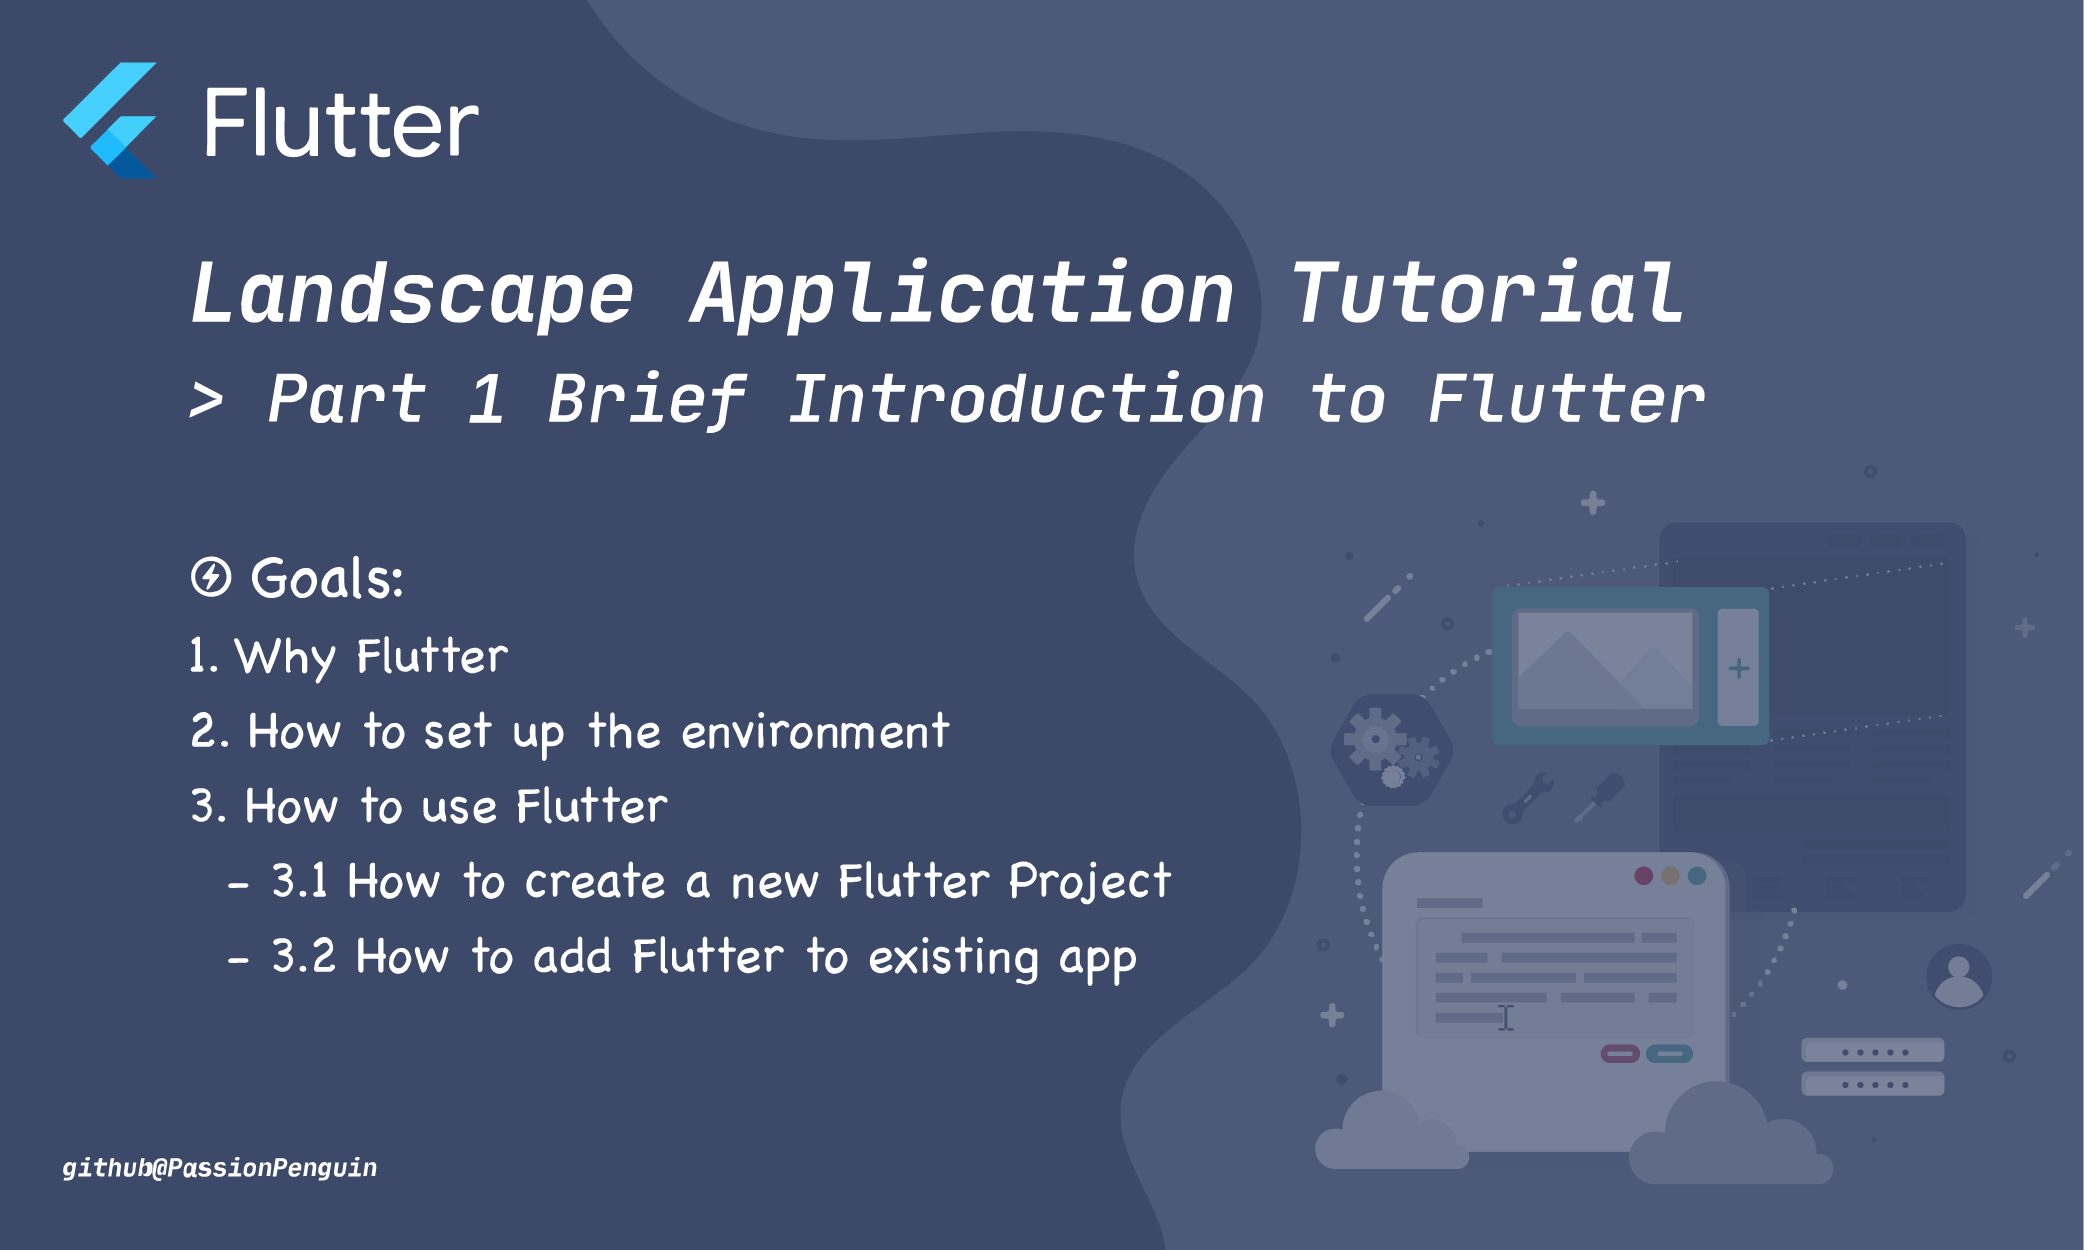 Flutter
Landscape Application Tutorial
> Part 1 Brief Introduction to Flutter
Goals:
1. Why Flutter
2. How to set up the environment
3. How to use Flutter
- 3.1 How to create a new Flutter Project
- 3.2 How to add Flutter to existing app
github@PassionPenguin